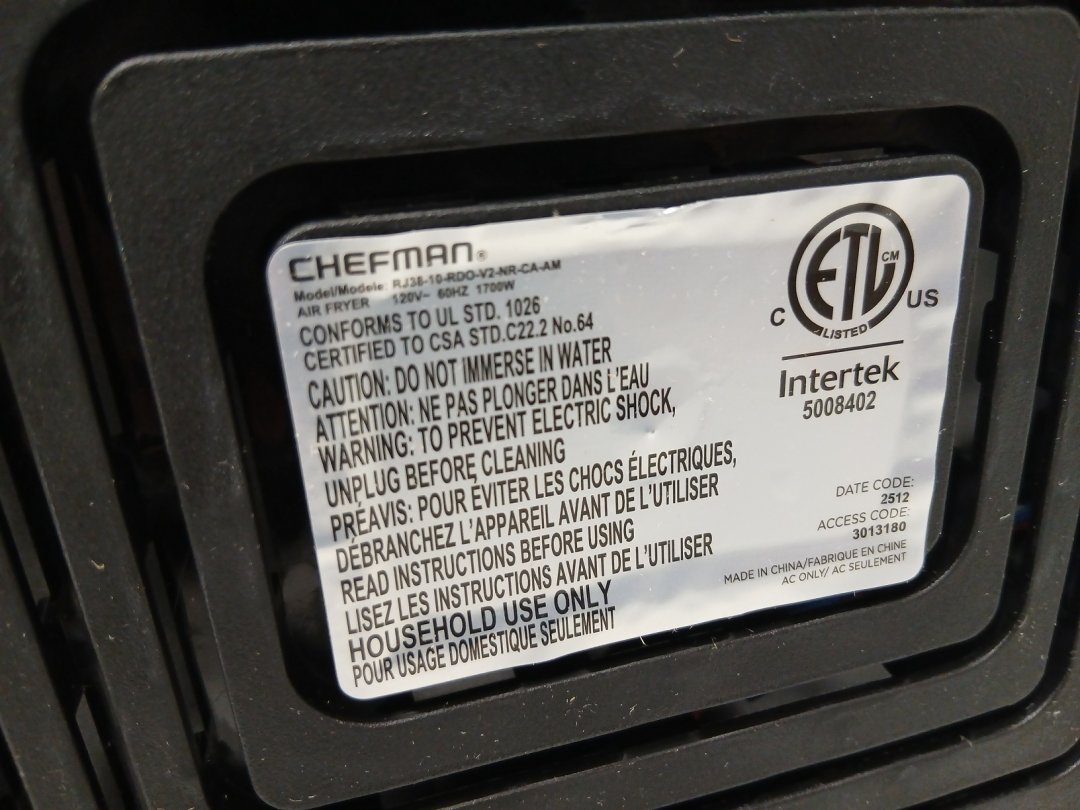 CHEFMAN®
Model/Modele: RJ38-10-RDO-V2-NR-CA-AM
AIR FRYER 120V~ 60HZ 1700W
CONFORMS TO UL STD. 1026
CERTIFIED TO CSA STD.C22.2 No.64
CAUTION: DO NOT IMMERSE IN WATER
ATTENTION: NE PAS PLONGER DANS L'EAU
WARNING: TO PREVENT ELECTRIC SHOCK,
UNPLUG BEFORE CLEANING
PRÉAVIS: POUR ÉVITER LES CHOCS ÉLECTRIQUES,
DÉBRANCHEZ L'APPAREIL AVANT DE L'UTILISER
READ INSTRUCTIONS BEFORE USING
LISEZ LES INSTRUCTIONS AVANT DE L'UTILISER
HOUSEHOLD USE ONLY
POUR USAGE DOMESTIQUE SEULEMENT
ETL CM
C US
LISTED
Intertek
5008402
DATE CODE:
2512
ACCESS CODE:
3013180
MADE IN CHINA/FABRIQUE EN CHINE
AC ONLY/ AC SEULEMENT